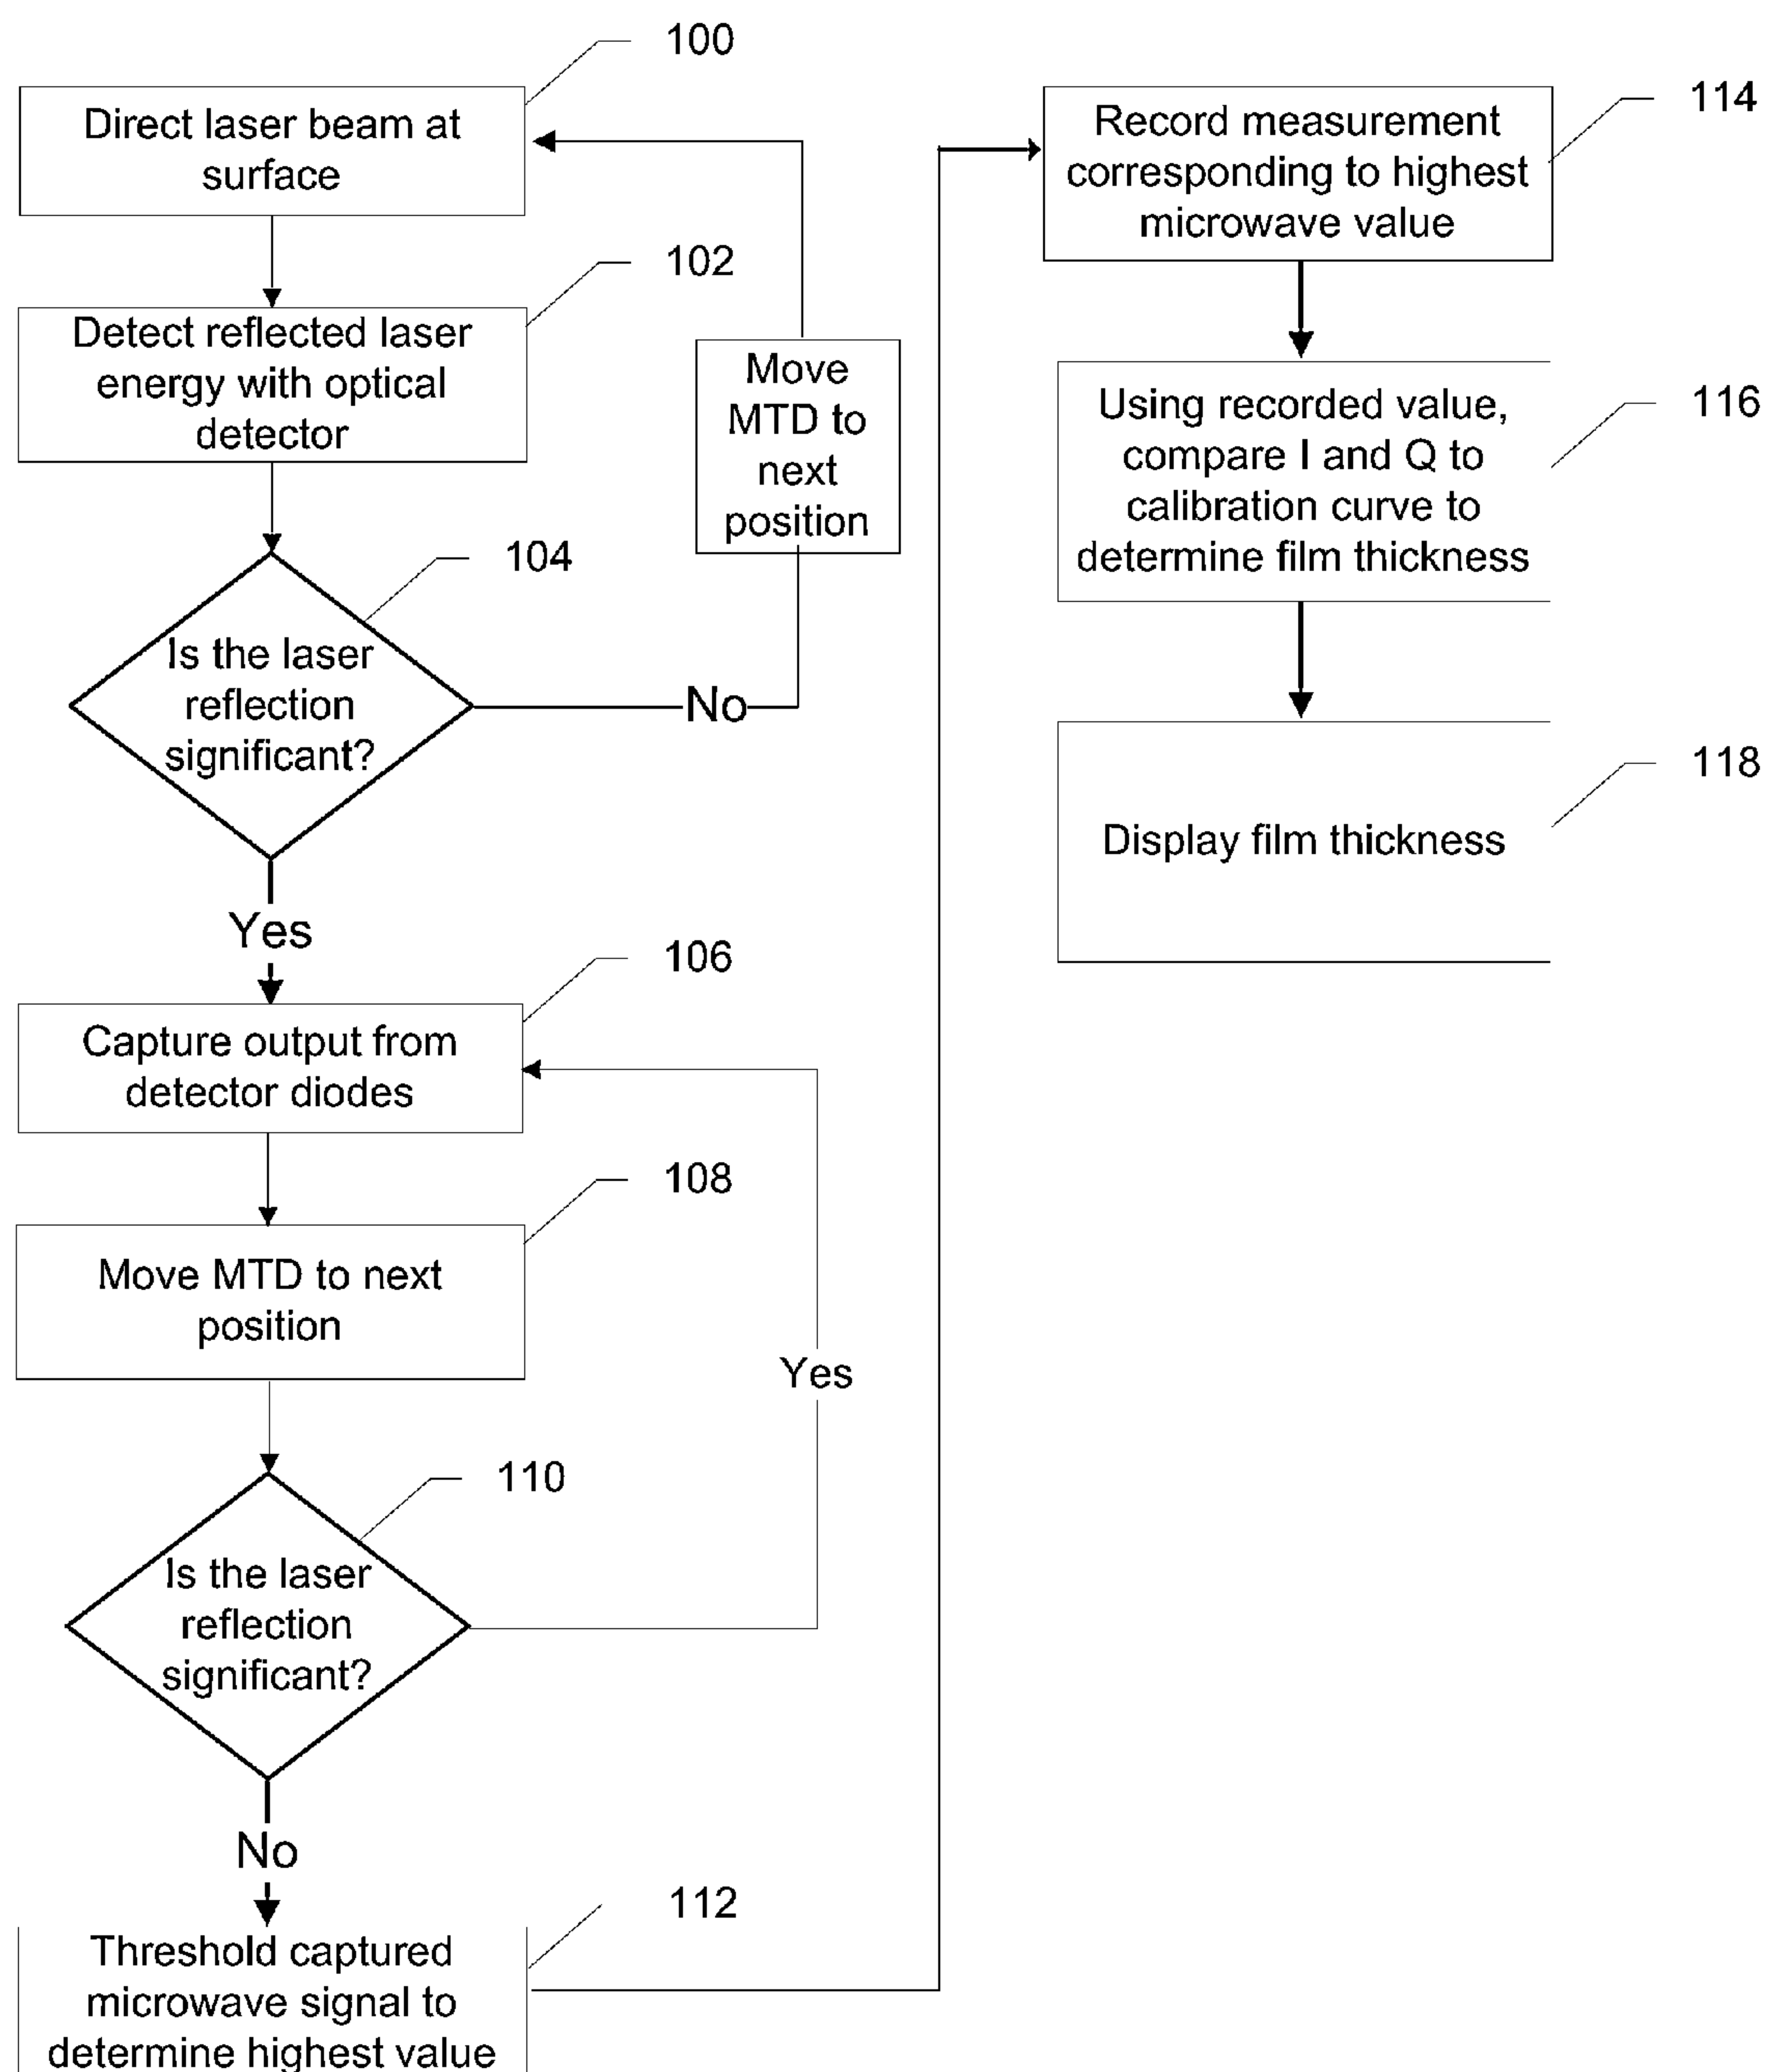 100
Direct laser beam at
surface
102
Detect reflected laser
energy with optical
detector
Move
MTD to
next
position
104
Is the laser
reflection
significant?
No
Yes
106
Capture output from
detector diodes
108
Move MTD to next
position
Yes
110
Is the laser
reflection
significant?
No
112
Threshold captured
microwave signal to
determine highest value
114
Record measurement
corresponding to highest
microwave value
116
Using recorded value,
compare I and Q to
calibration curve to
determine film thickness
118
Display film thickness